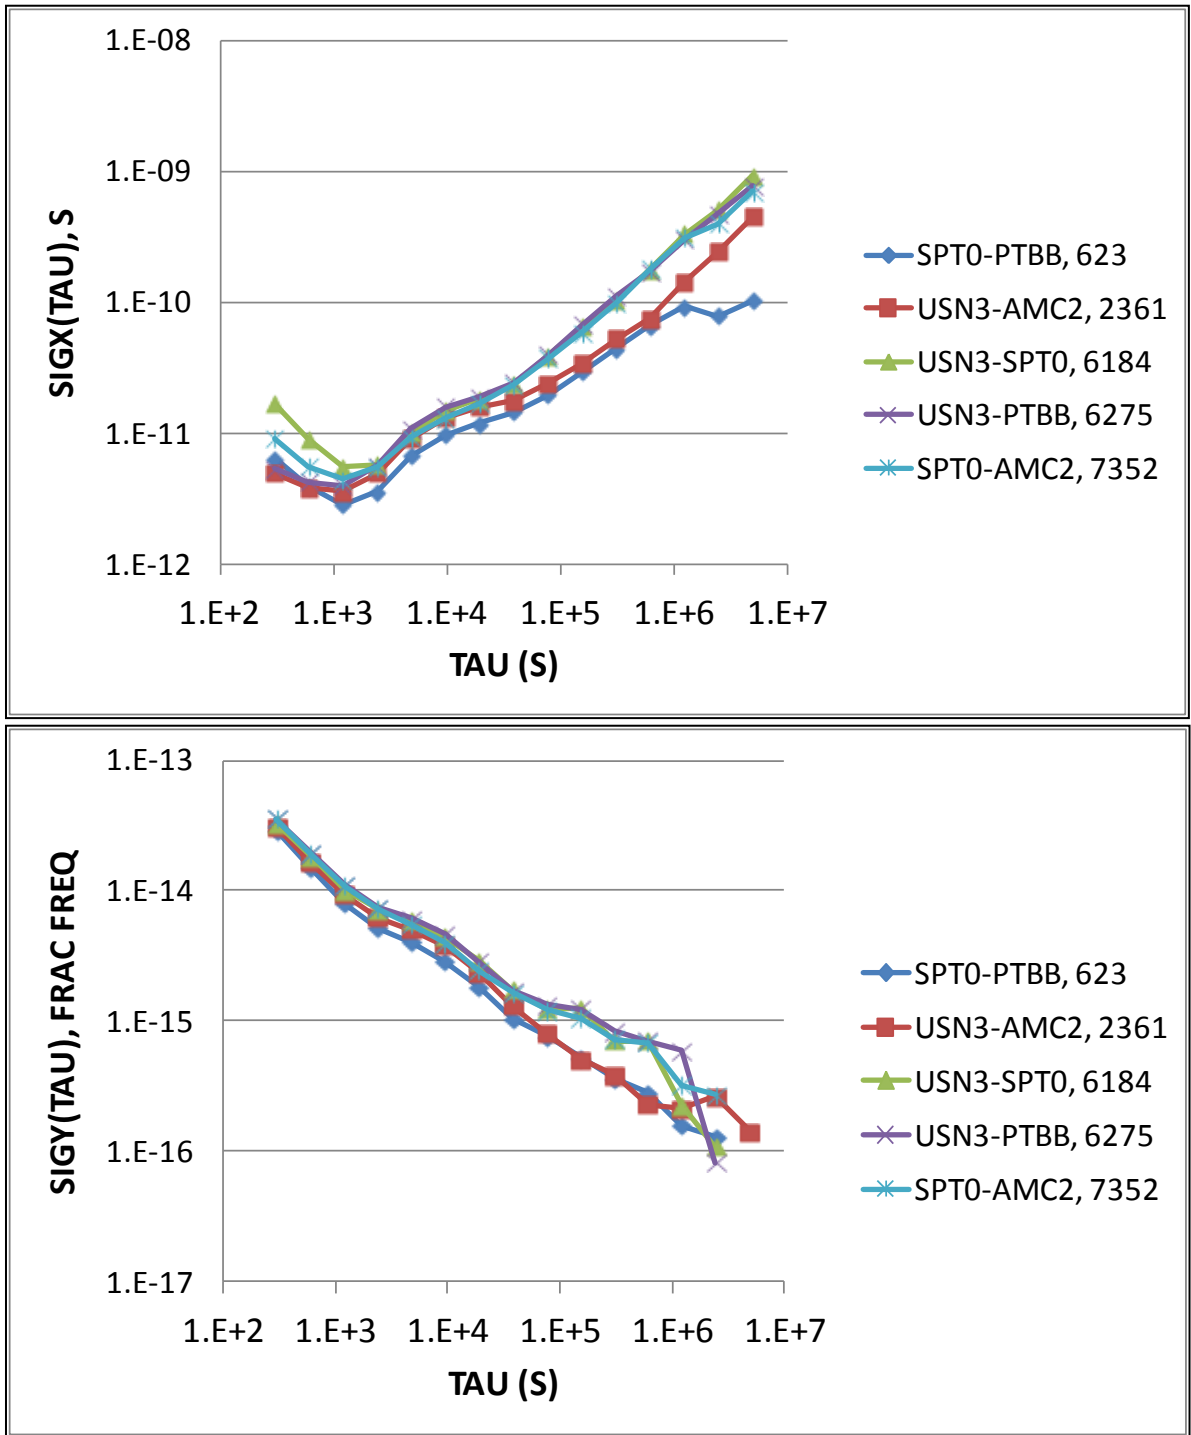 1.E-08
1.E-09
1.E-10
1.E-11
1.E-12
SIGX(TAU), S
1.E+2 1.E+3 1.E+4 1.E+5 1.E+6 1.E+7
TAU (S)
SPT0-PTBB, 623
USN3-AMC2, 2361
USN3-SPT0, 6184
USN3-PTBB, 6275
SPT0-AMC2, 7352
1.E-13
1.E-14
1.E-15
1.E-16
1.E-17
SIGY(TAU), FRAC FREQ
1.E+2 1.E+3 1.E+4 1.E+5 1.E+6 1.E+7
TAU (S)
SPT0-PTBB, 623
USN3-AMC2, 2361
USN3-SPT0, 6184
USN3-PTBB, 6275
SPT0-AMC2, 7352